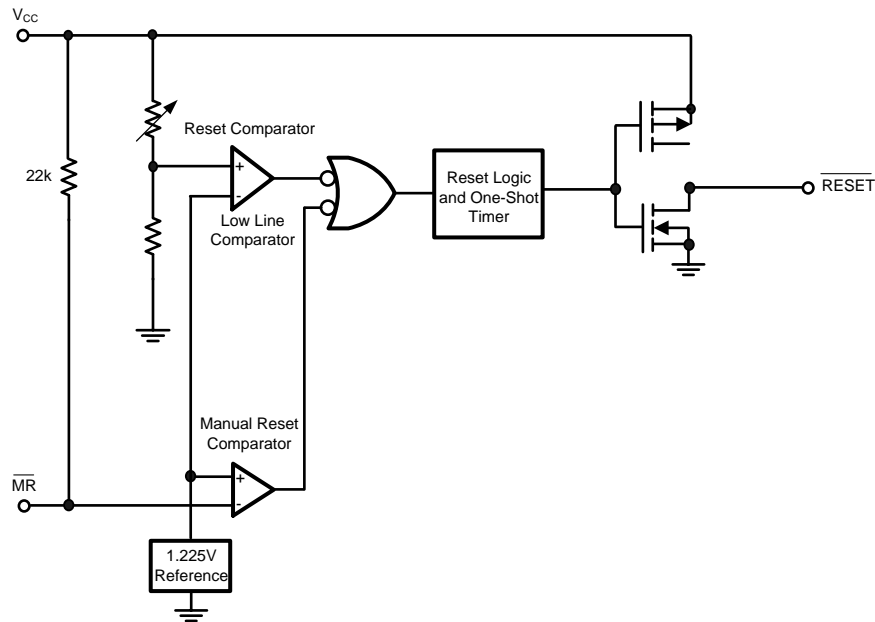 VCC
Reset Comparator
+
-
22k
Low Line
Comparator
Reset Logic
and One-Shot
Timer
RESET
Manual Reset
Comparator
+
-
MR
1.225V
Reference